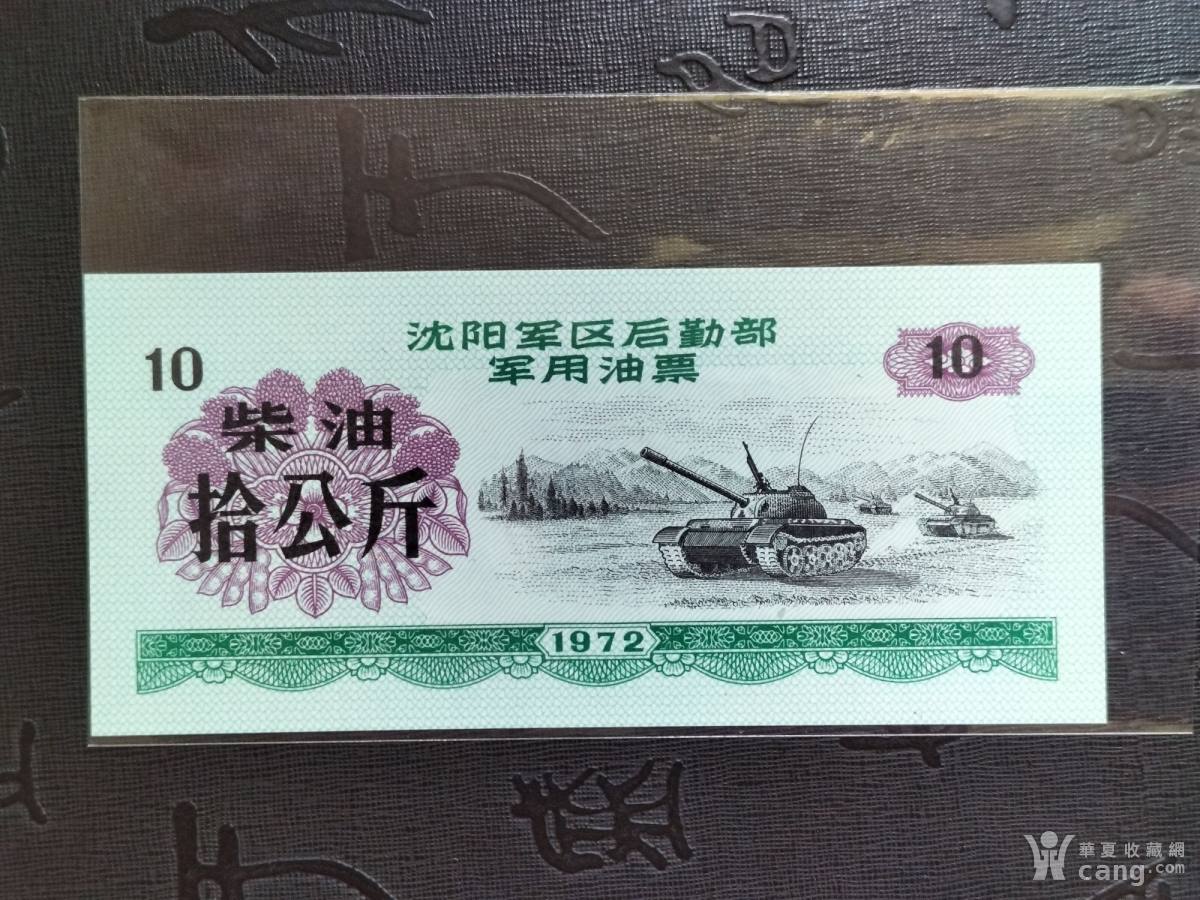 沈阳军区后勤部
军用油票
10
10
柴油
拾公斤
1972
華夏收藏網
cang.com